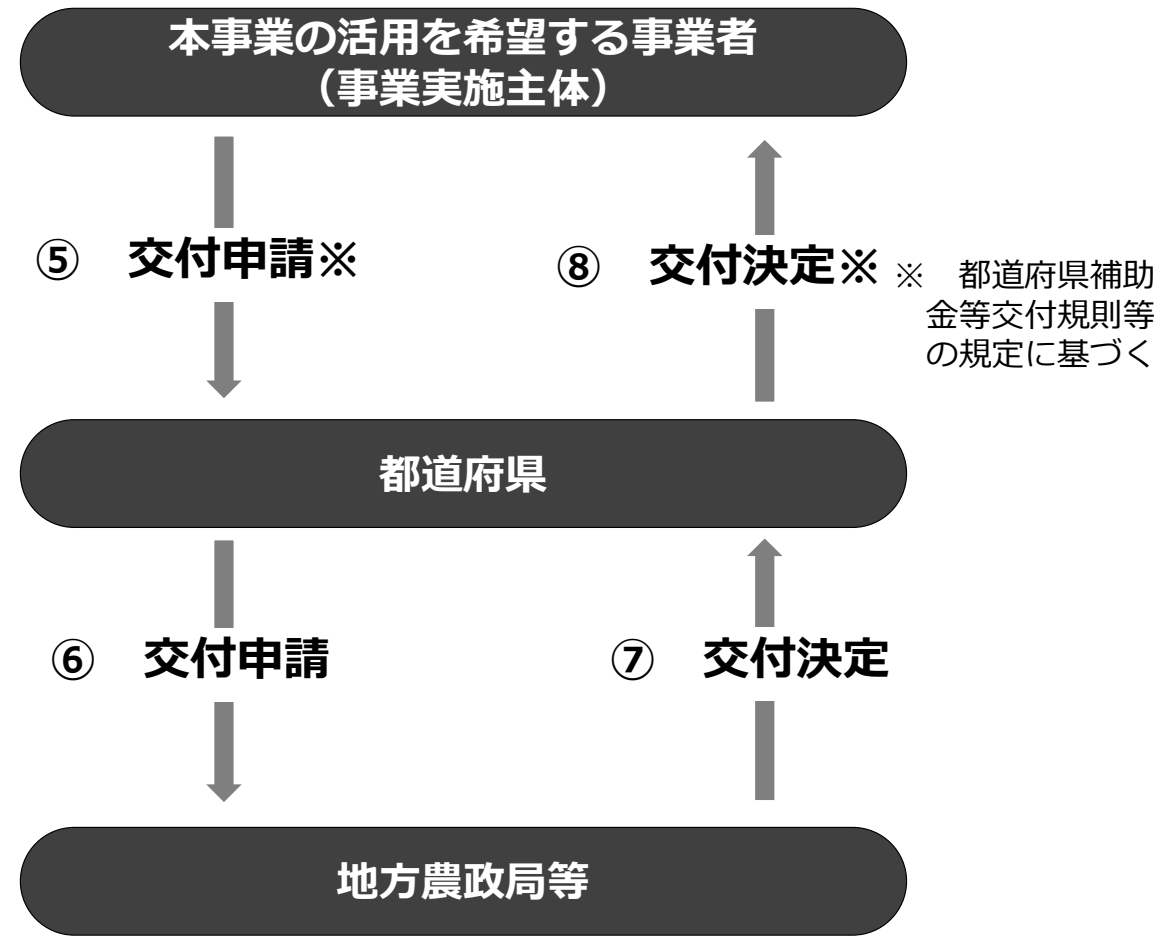 本事業の活用を希望する事業者
（事業実施主体）
⑤　交付申請※
⑧　交付決定※
※　都道府県補助
金等交付規則等
の規定に基づく
都道府県
⑥　交付申請
⑦　交付決定
地方農政局等